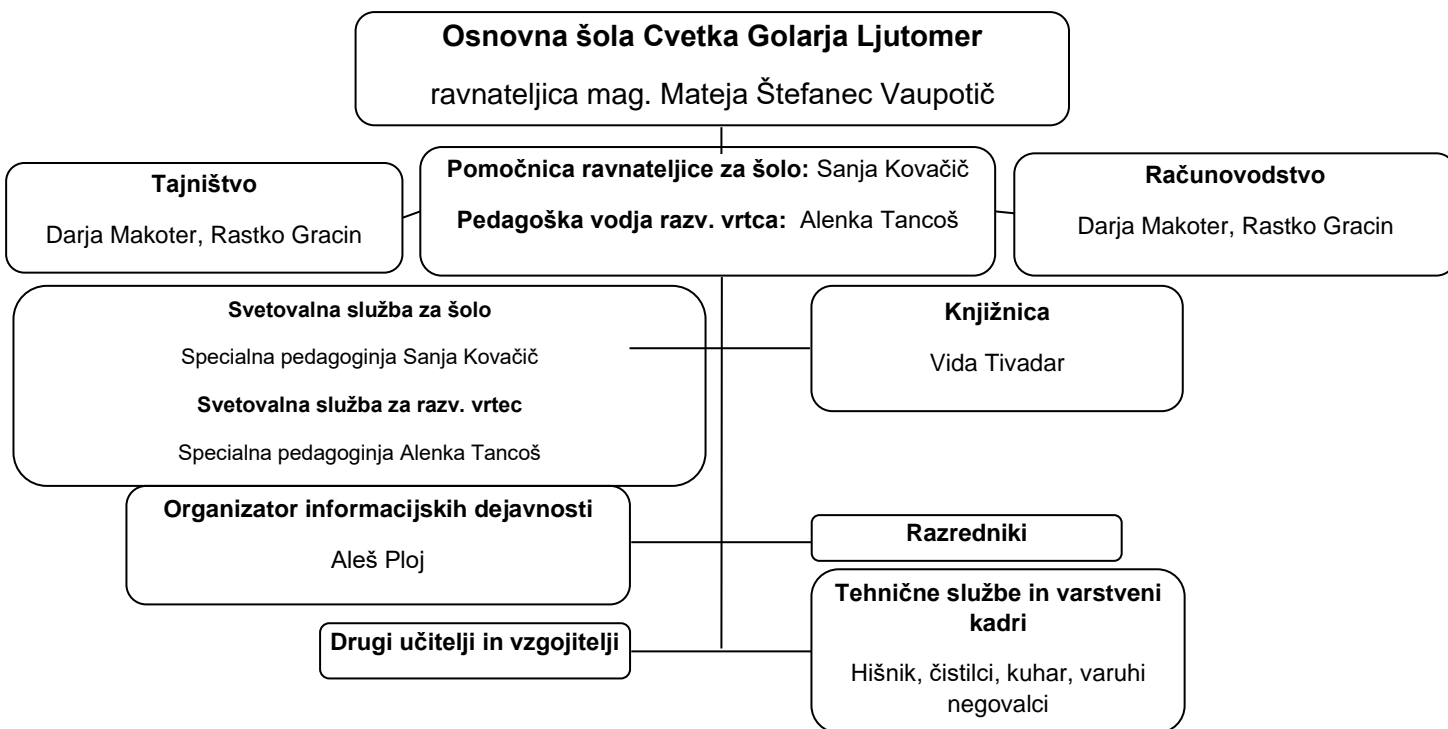 Osnovna šola Cvetka Golarja Ljutomer
ravnateljica mag. Mateja Štefanec Vaupotič
Tajništvo
Darja Makoter, Rastko Gracin
Pomočnica ravnateljice za šolo: Sanja Kovačič
Pedagoška vodja razv. vrtca: Alenka Tancoš
Računovodstvo
Darja Makoter, Rastko Gracin
Svetovalna služba za šolo
Specialna pedagoginja Sanja Kovačič
Svetovalna služba za razv. vrtec
Specialna pedagoginja Alenka Tancoš
Knjižnica
Vida Tivadar
Organizator informacijskih dejavnosti
Aleš Ploj
Razredniki
Drugi učitelji in vzgojitelji
Tehnične službe in varstveni
kadri
Hišnik, čistilci, kuhar, varuhi
negovalci